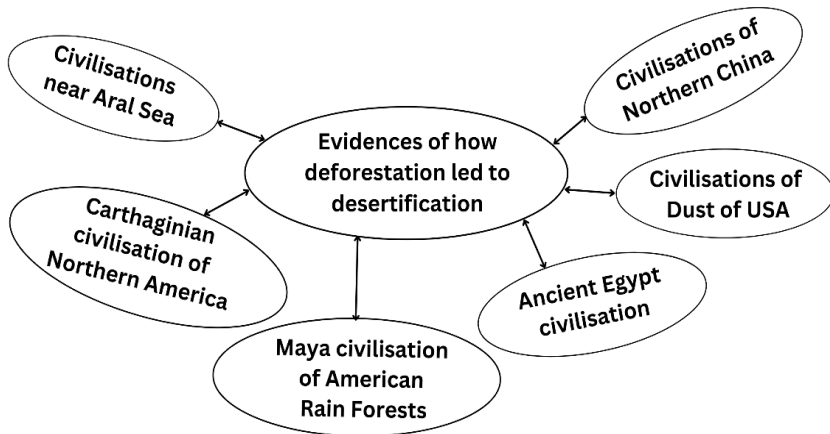 Civilisations
near Aral Sea
Civilisations of
Northern China
Evidences of how
deforestation led to
desertification
Civilisations of
Dust of USA
Carthaginian
civilisation of
Northern America
Ancient Egypt
civilisation
Maya civilisation
of American
Rain Forests